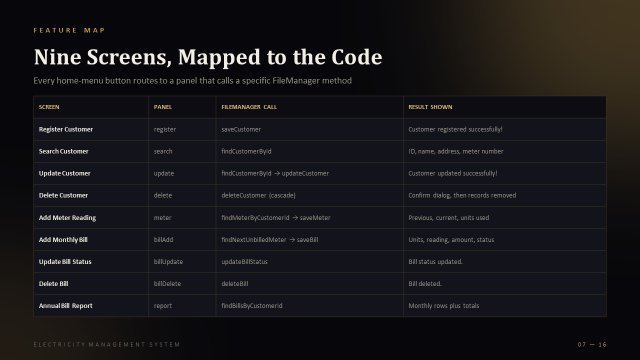 FEATURE MAP
Nine Screens, Mapped to the Code
Every home-menu button routes to a panel that calls a specific FileManager method
SCREEN PANEL FILEMANAGER CALL RESULT SHOWN
Register Customer register saveCustomer Customer registered successfully!
Search Customer search findCustomerById ID, name, address, meter number
Update Customer update findCustomerById → updateCustomer Customer updated successfully!
Delete Customer delete deleteCustomer (cascade) Confirm dialog, then records removed
Add Meter Reading meter findMeterByCustomerId → saveMeter Previous, current, units used
Add Monthly Bill billAdd findNextUnbilledMeter → saveBill Units, reading, amount, status
Update Bill Status billUpdate updateBillStatus Bill status updated.
Delete Bill billDelete deleteBill Bill deleted.
Annual Bill Report report findBillsByCustomerId Monthly rows plus totals
ELECTRICITY MANAGEMENT SYSTEM 07 — 16